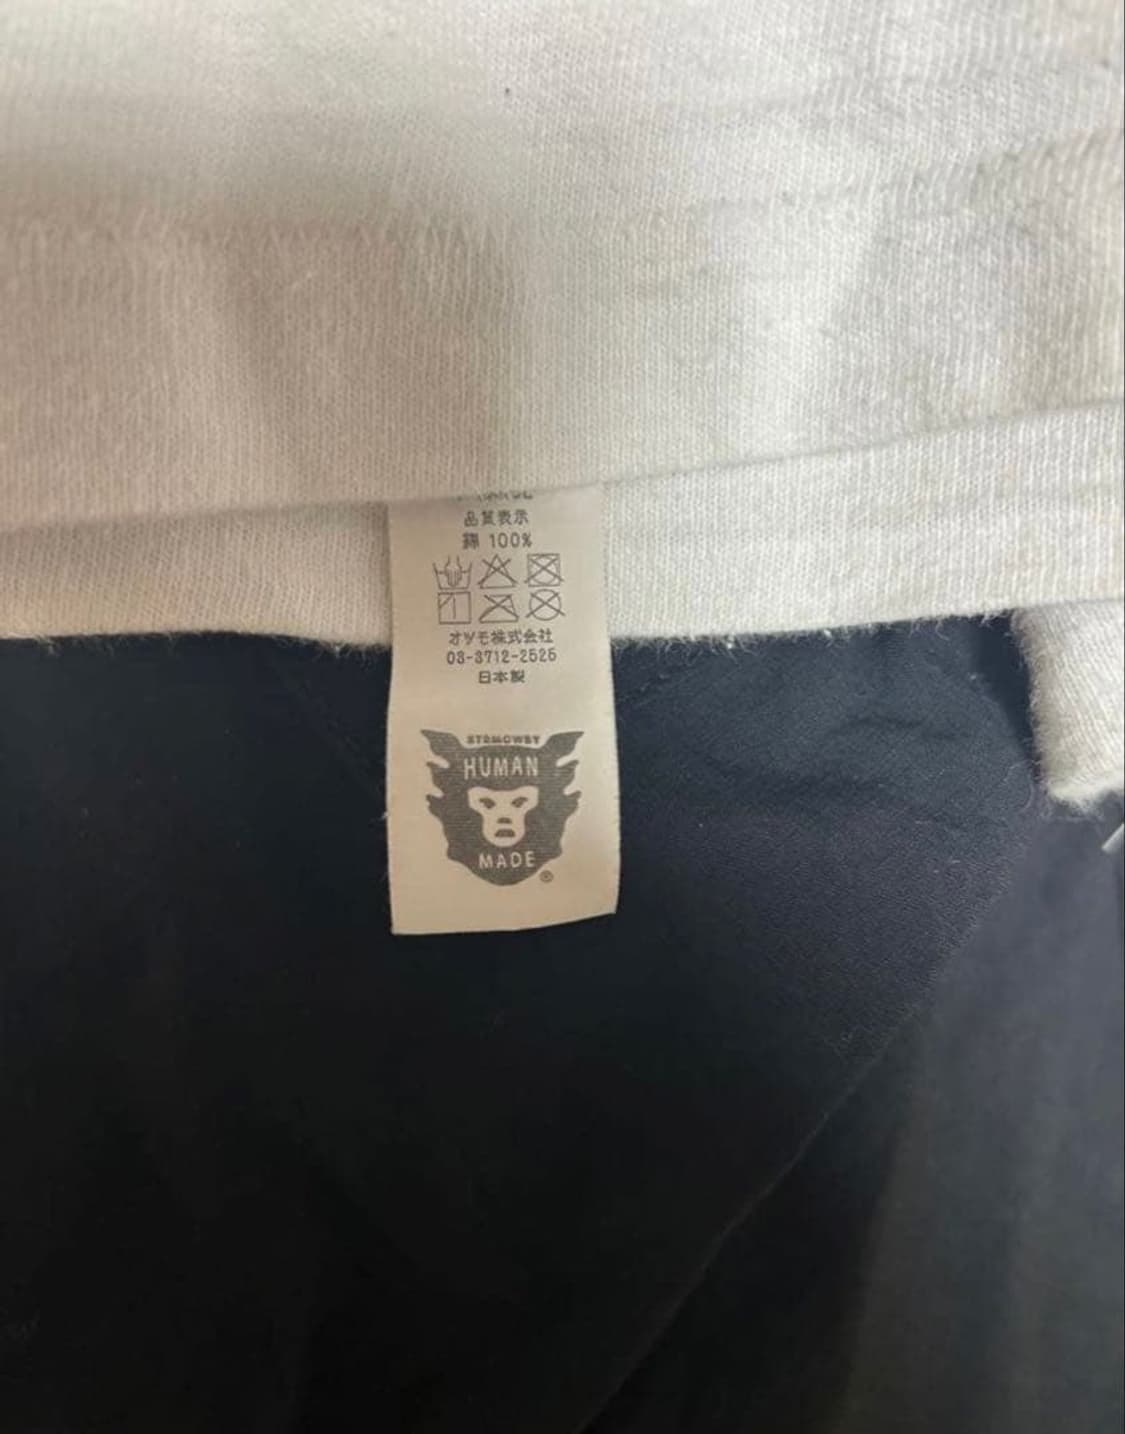 品質表示
綿 100%
オツモ株式会社
03-3712-2525
日本製
STRMCWBY
HUMAN
MADE
®